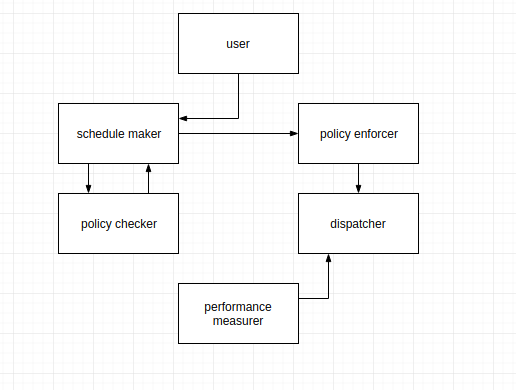 user
schedule maker
policy enforcer
policy checker
dispatcher
performance
measurer